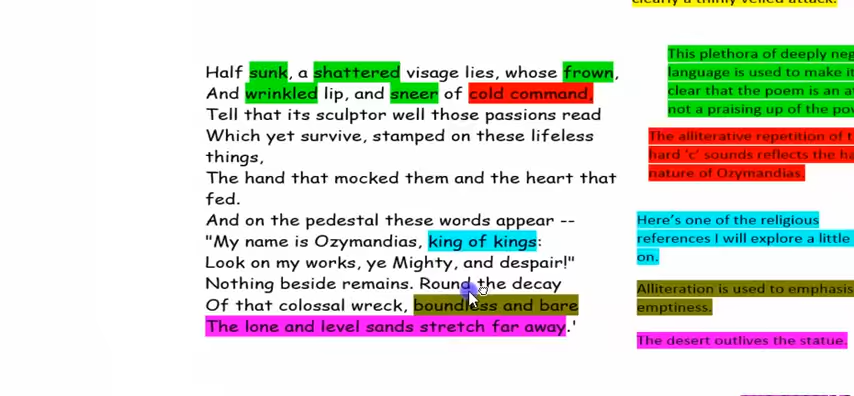 clearly a thinly veiled attack.
Half sunk, a shattered visage lies, whose frown,
And wrinkled lip, and sneer of cold command,
Tell that its sculptor well those passions read
Which yet survive, stamped on these lifeless
things,
The hand that mocked them and the heart that
fed.
And on the pedestal these words appear --
"My name is Ozymandias, king of kings:
Look on my works, ye Mighty, and despair!"
Nothing beside remains. Round the decay
Of that colossal wreck, boundless and bare
The lone and level sands stretch far away.'
This plethora of deeply neg
language is used to make it
clear that the poem is an a
not a praising up of the po
The alliterative repetition of t
hard 'c' sounds reflects the ha
nature of Ozymandias.
Here's one of the religious
references I will explore a little
on.
Alliteration is used to emphasis
emptiness.
The desert outlives the statue.